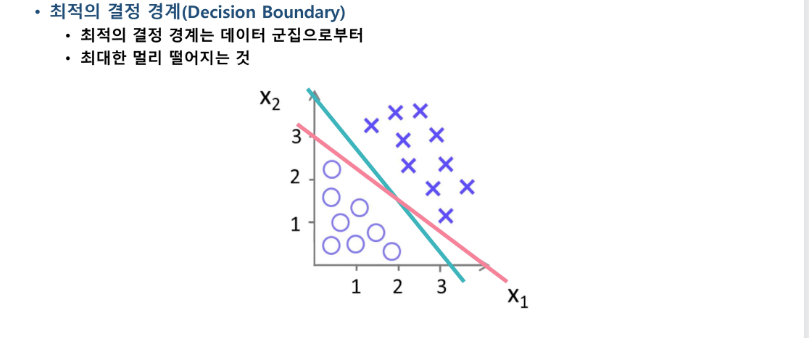 • 최적의 결정 경계(Decision Boundary)
• 최적의 결정 경계는 데이터 군집으로부터
• 최대한 멀리 떨어지는 것
X₂
3
2
1
1 2 3
X₁